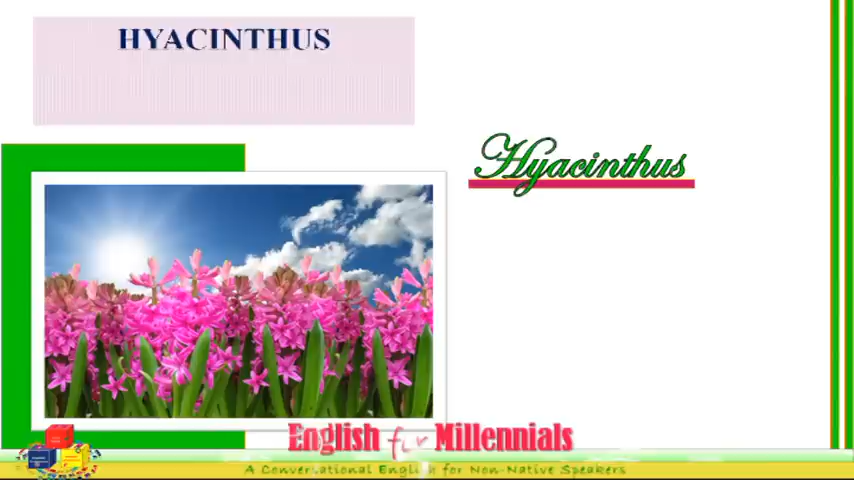 HYACINTHUS
Hyacinthus
English for Millennials
A Conversational English for Non-Native Speakers